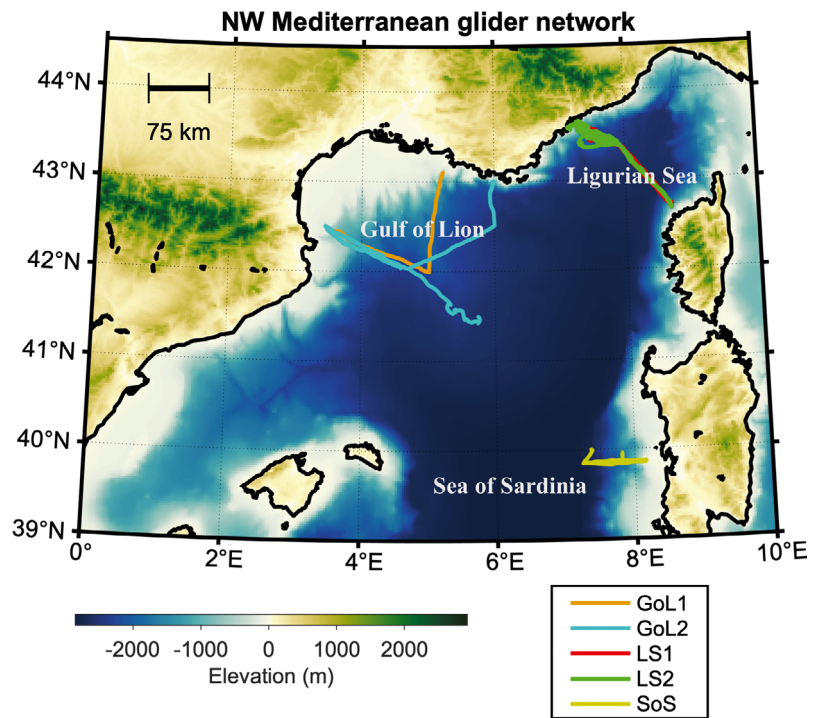 NW Mediterranean glider network
44°N
75 km
43°N
Ligurian Sea
Gulf of Lion
42°N
41°N
40°N
Sea of Sardinia
39°N
0°
2°E
4°E
6°E
8°E
10°E
-2000
-1000
0
1000
2000
Elevation (m)
GoL1
GoL2
LS1
LS2
SoS